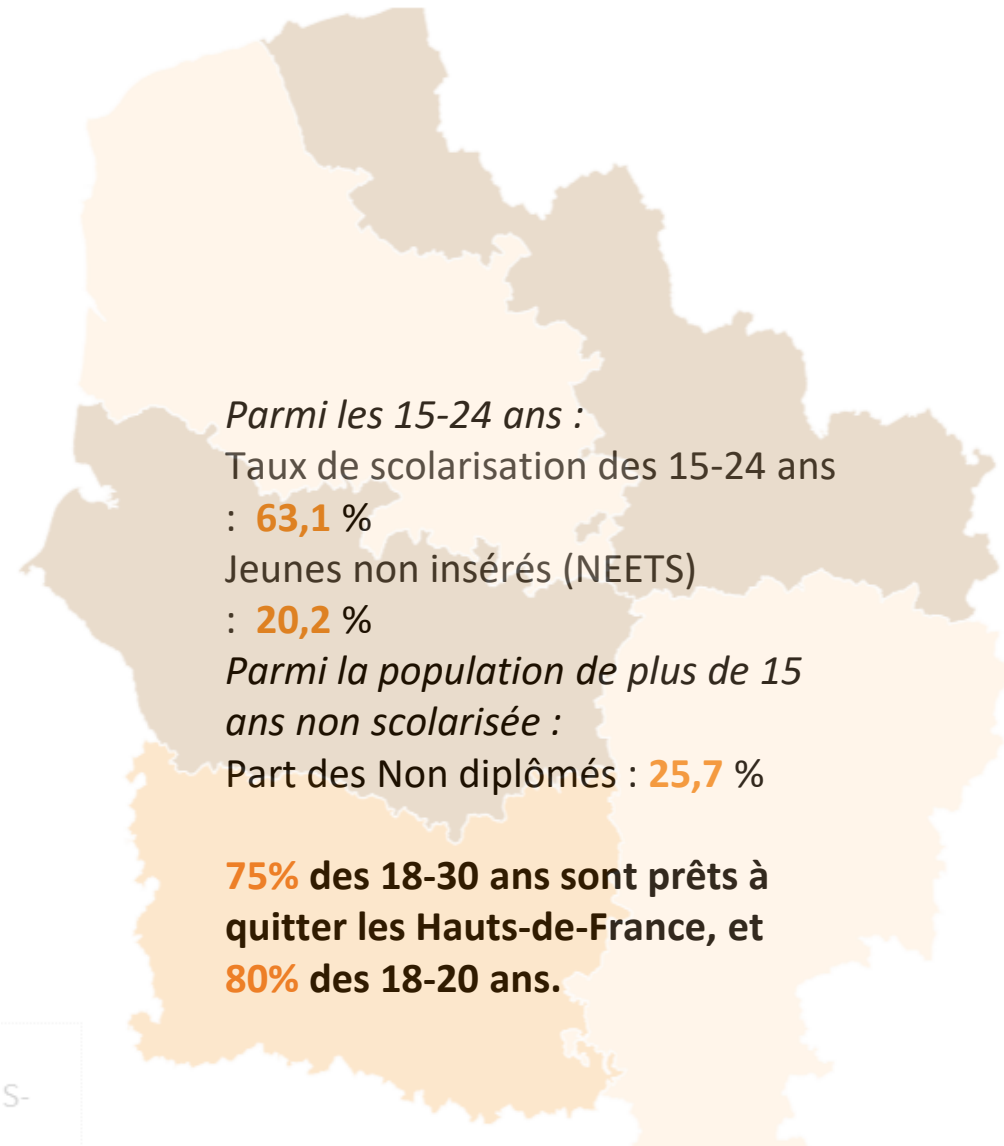 Parmi les 15-24 ans :
Taux de scolarisation des 15-24 ans
: 63,1 %
Jeunes non insérés (NEETS)
: 20,2 %
Parmi la population de plus de 15
ans non scolarisée :
Part des Non diplômés : 25,7 %
75% des 18-30 ans sont prêts à
quitter les Hauts-de-France, et
80% des 18-20 ans.
S-